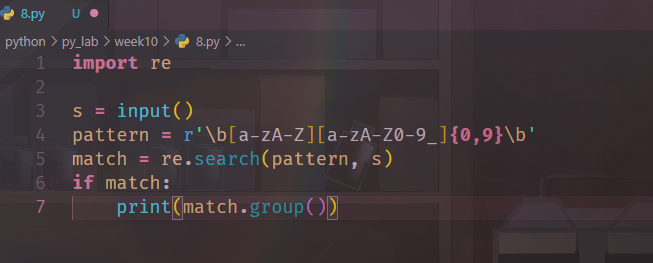 8.py U
python > py_lab > week10 > 8.py > ...
1 import re
2
3 s = input()
4 pattern = r'\b[a-zA-Z][a-zA-Z0-9_]{0,9}\b'
5 match = re.search(pattern, s)
6 if match:
7     print(match.group())